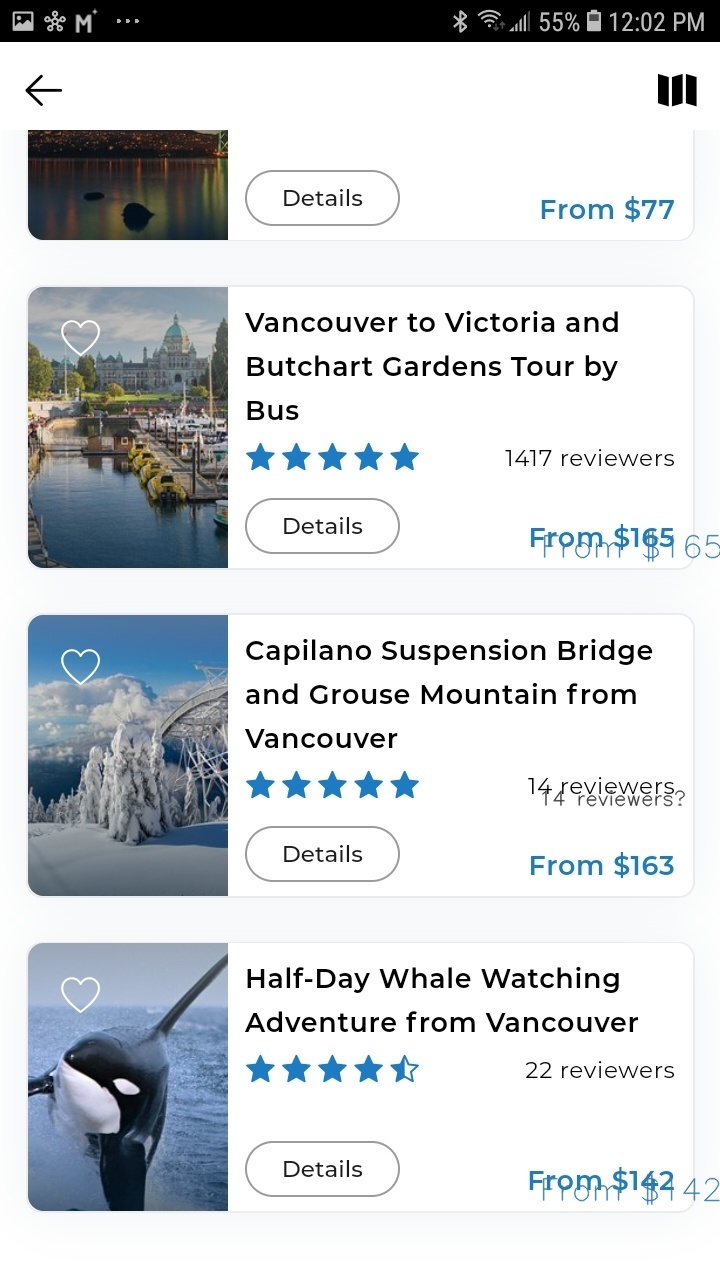 55% 12:02 PM
Details
From $77
Vancouver to Victoria and
Butchart Gardens Tour by
Bus
1417 reviewers
Details
From $165
From $165
Capilano Suspension Bridge
and Grouse Mountain from
Vancouver
14 reviewers
14 reviewers?
Details
From $163
Half-Day Whale Watching
Adventure from Vancouver
22 reviewers
Details
From $142
From $142